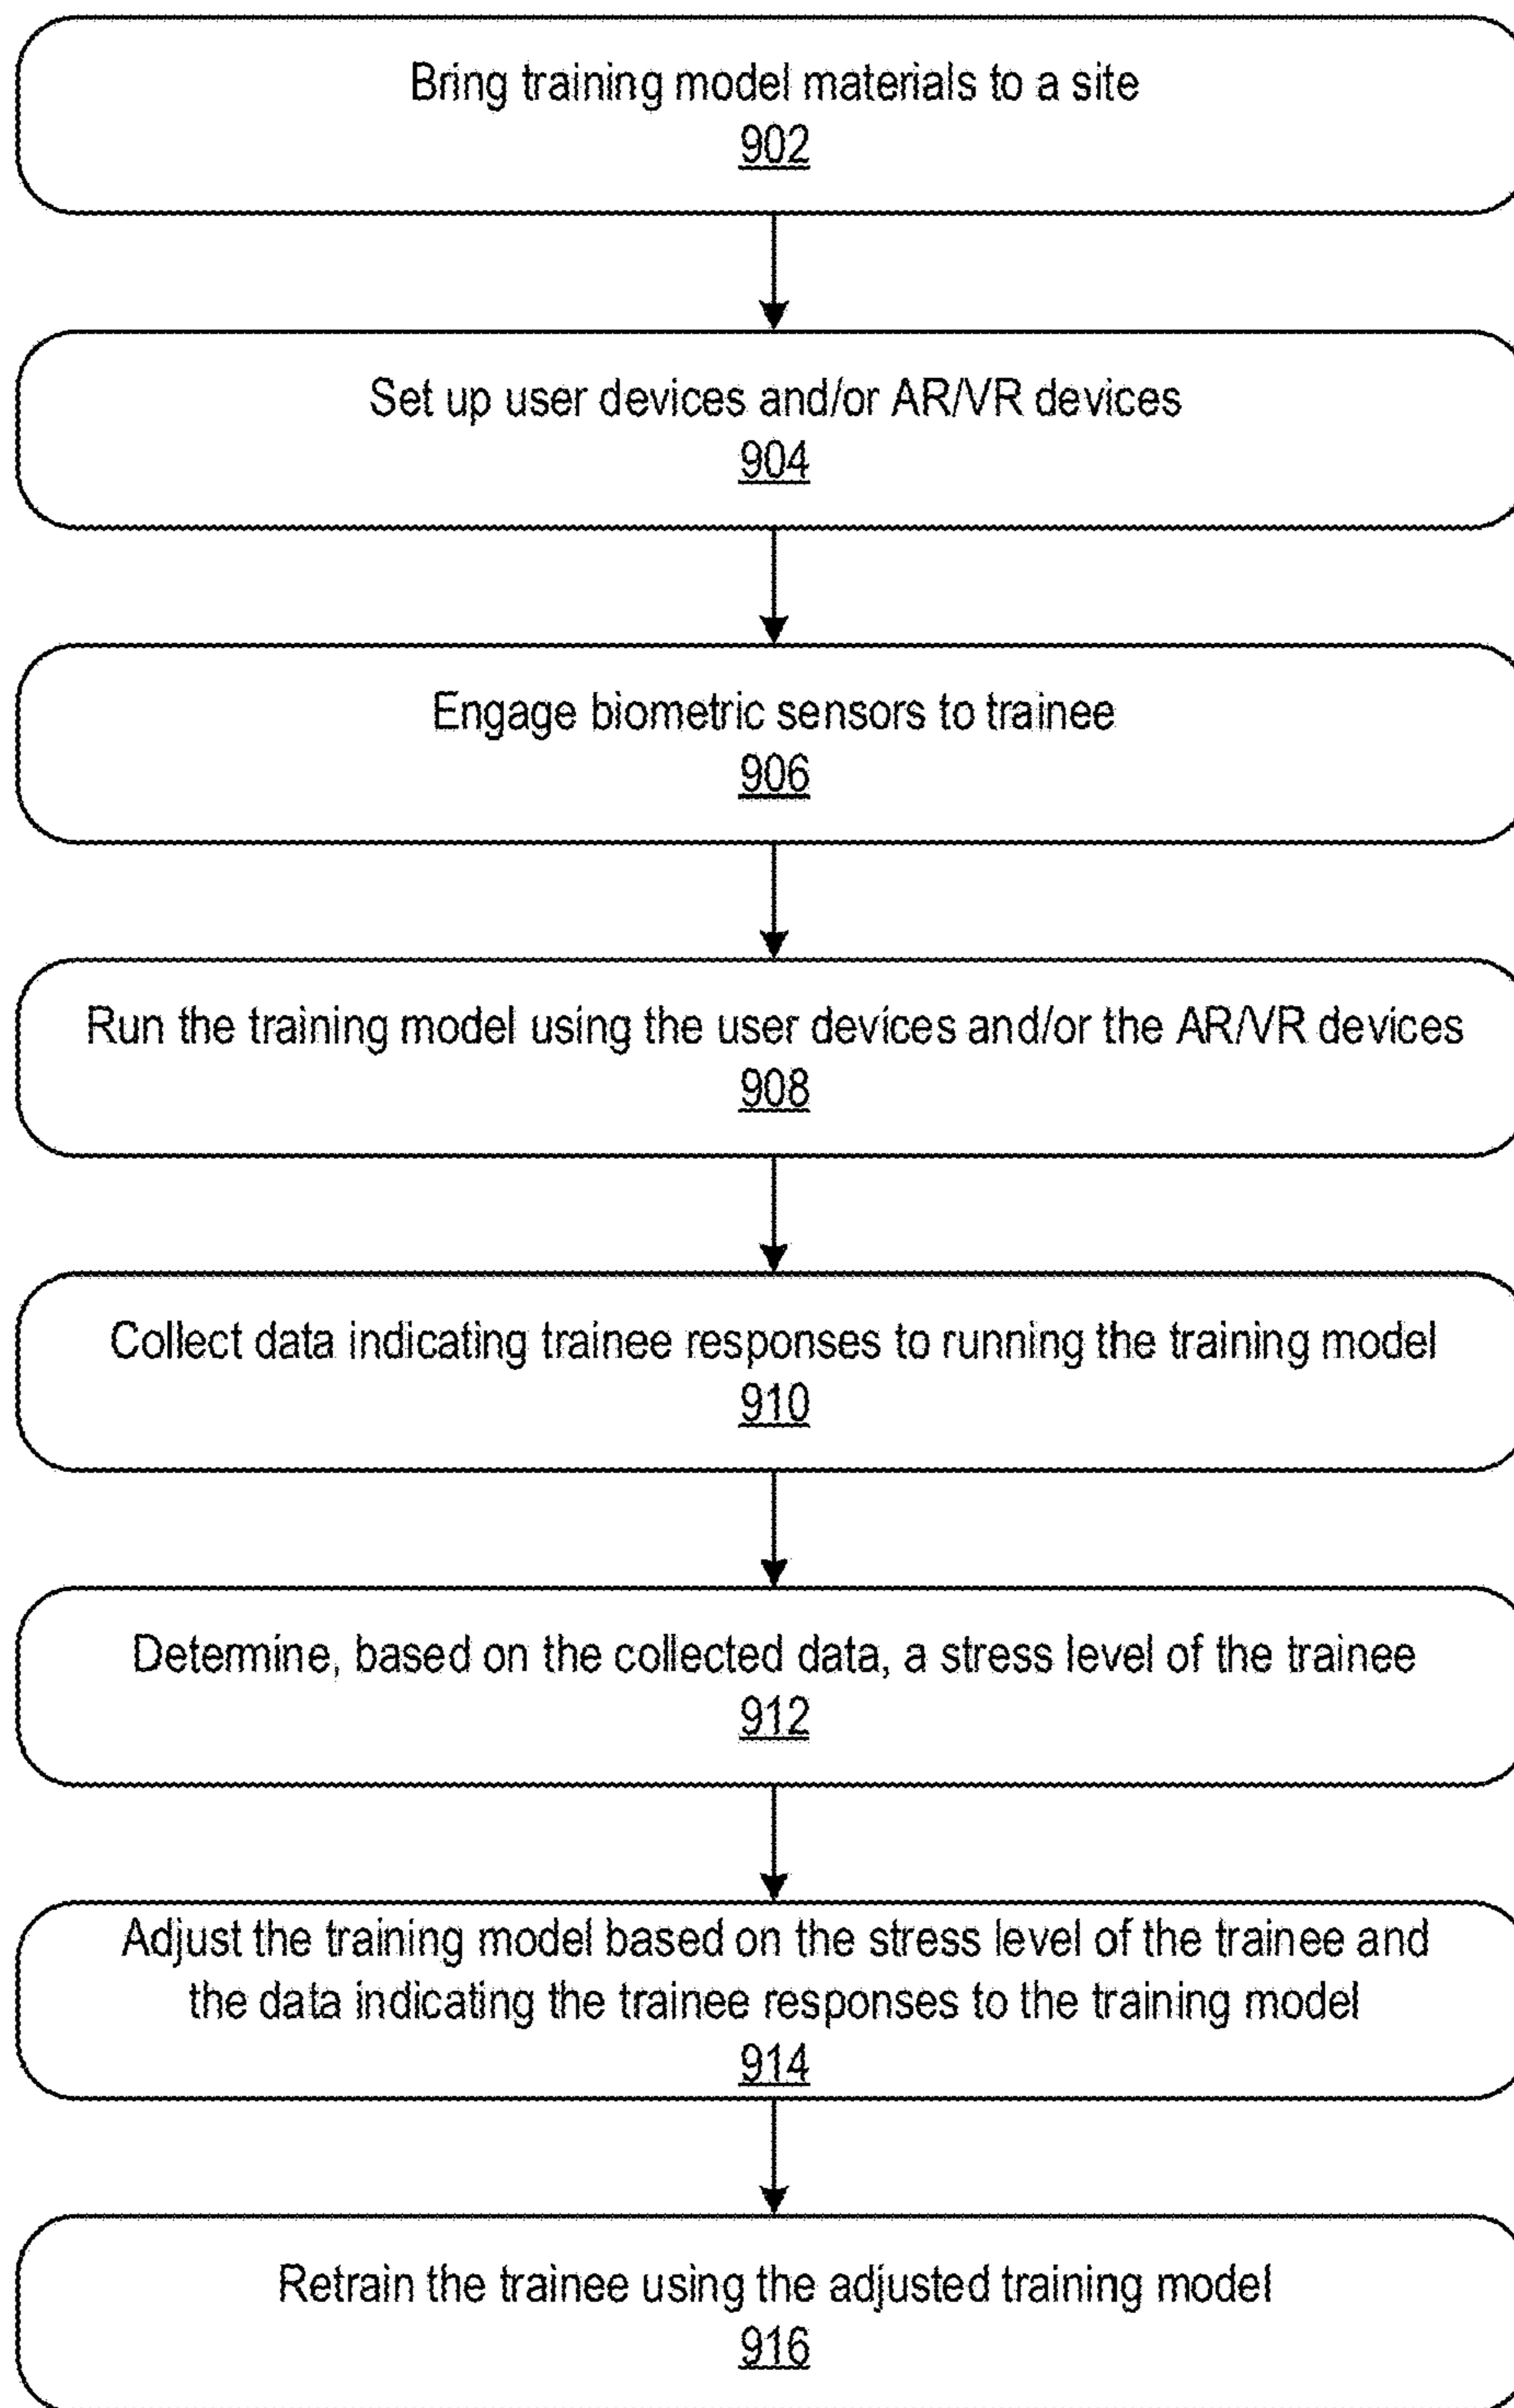 Bring training model materials to a site
902
Set up user devices and/or AR/VR devices
904
Engage biometric sensors to trainee
906
Run the training model using the user devices and/or the AR/VR devices
908
Collect data indicating trainee responses to running the training model
910
Determine, based on the collected data, a stress level of the trainee
912
Adjust the training model based on the stress level of the trainee and
the data indicating the trainee responses to the training model
914
Retrain the trainee using the adjusted training model
916